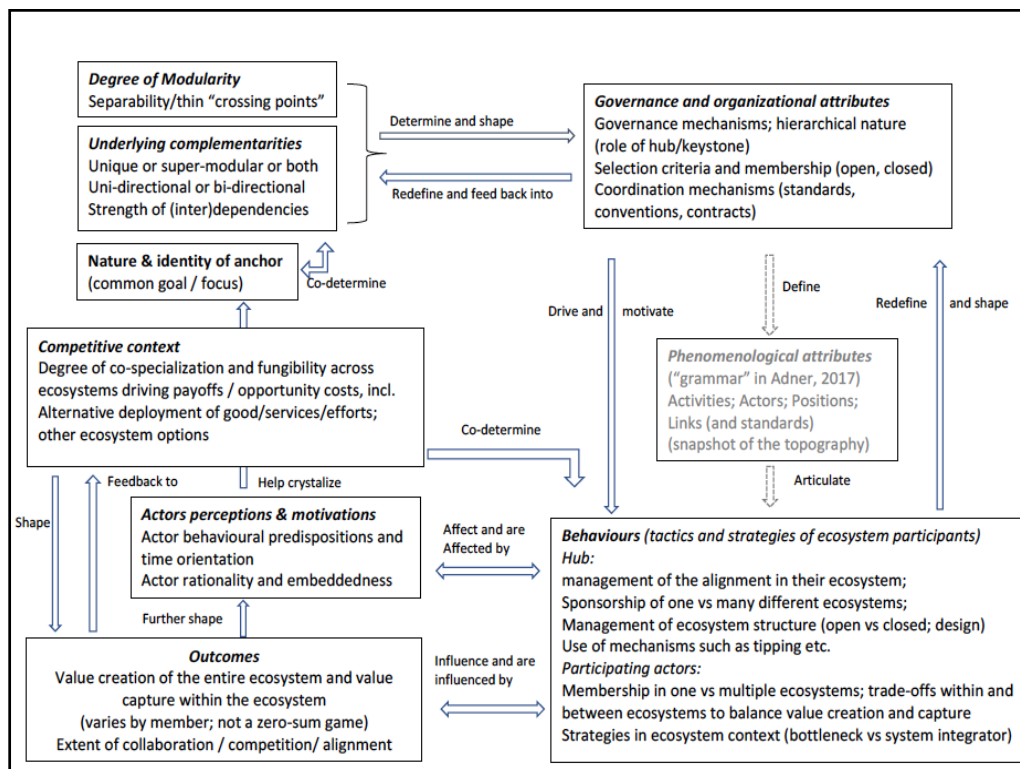 Degree of Modularity
Separability/thin “crossing points”
Underlying complementarities
Unique or super-modular or both
Uni-directional or bi-directional
Strength of (inter)dependencies
Determine and shape
Redefine and feed back into
Governance and organizational attributes
Governance mechanisms; hierarchical nature
(role of hub/keystone)
Selection criteria and membership (open, closed)
Coordination mechanisms (standards,
conventions, contracts)
Nature & identity of anchor
(common goal / focus)
Co-determine
Define
Drive and
motivate
Redefine
and shape
Competitive context
Degree of co-specialization and fungibility across
ecosystems driving payoffs / opportunity costs, incl.
Alternative deployment of good/services/efforts;
other ecosystem options
Phenomenological attributes
(“grammar” in Adner, 2017)
Activities; Actors; Positions;
Links (and standards)
(snapshot of the topography)
Co-determine
Articulate
Shape
Feedback to
Help crystalize
Actors perceptions & motivations
Actor behavioural predispositions and
time orientation
Actor rationality and embeddedness
Affect and are
Affected by
Further shape
Behaviours (tactics and strategies of ecosystem participants)
Hub:
management of the alignment in their ecosystem;
Sponsorship of one vs many different ecosystems;
Management of ecosystem structure (open vs closed; design)
Use of mechanisms such as tipping etc.
Participating actors:
Membership in one vs multiple ecosystems; trade-offs within and
between ecosystems to balance value creation and capture
Strategies in ecosystem context (bottleneck vs system integrator)
Outcomes
Value creation of the entire ecosystem and value
capture within the ecosystem
(varies by member; not a zero-sum game)
Extent of collaboration / competition/ alignment
Influence and are
influenced by